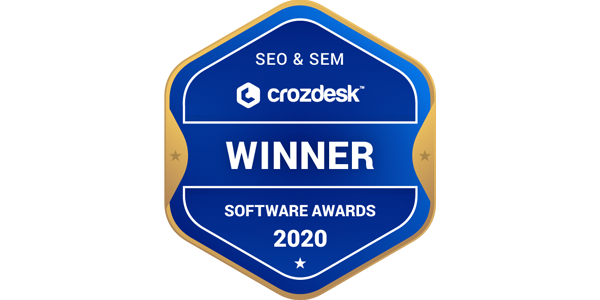 SEO & SEM
crozdesk™
WINNER
SOFTWARE AWARDS
2020